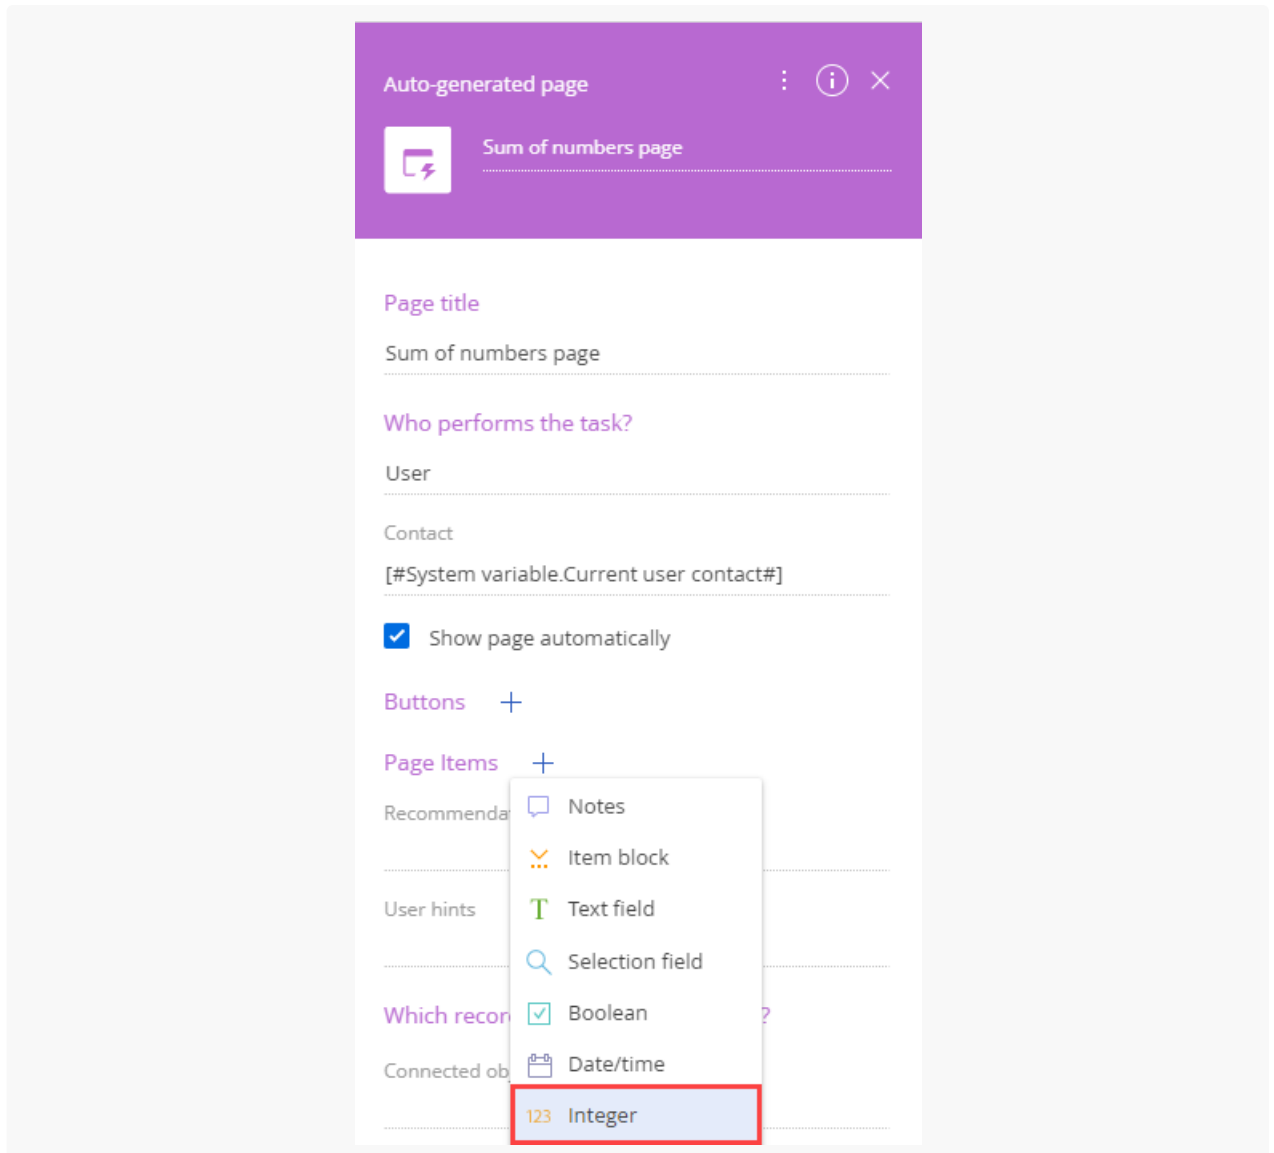 Auto-generated page
Sum of numbers page
Page title
Sum of numbers page
Who performs the task?
User
Contact
[#System variable.Current user contact#]
Show page automatically
Buttons
Page Items
Notes
Item block
T Text field
User hints
Selection field
Boolean
?
Date/time
123 Integer